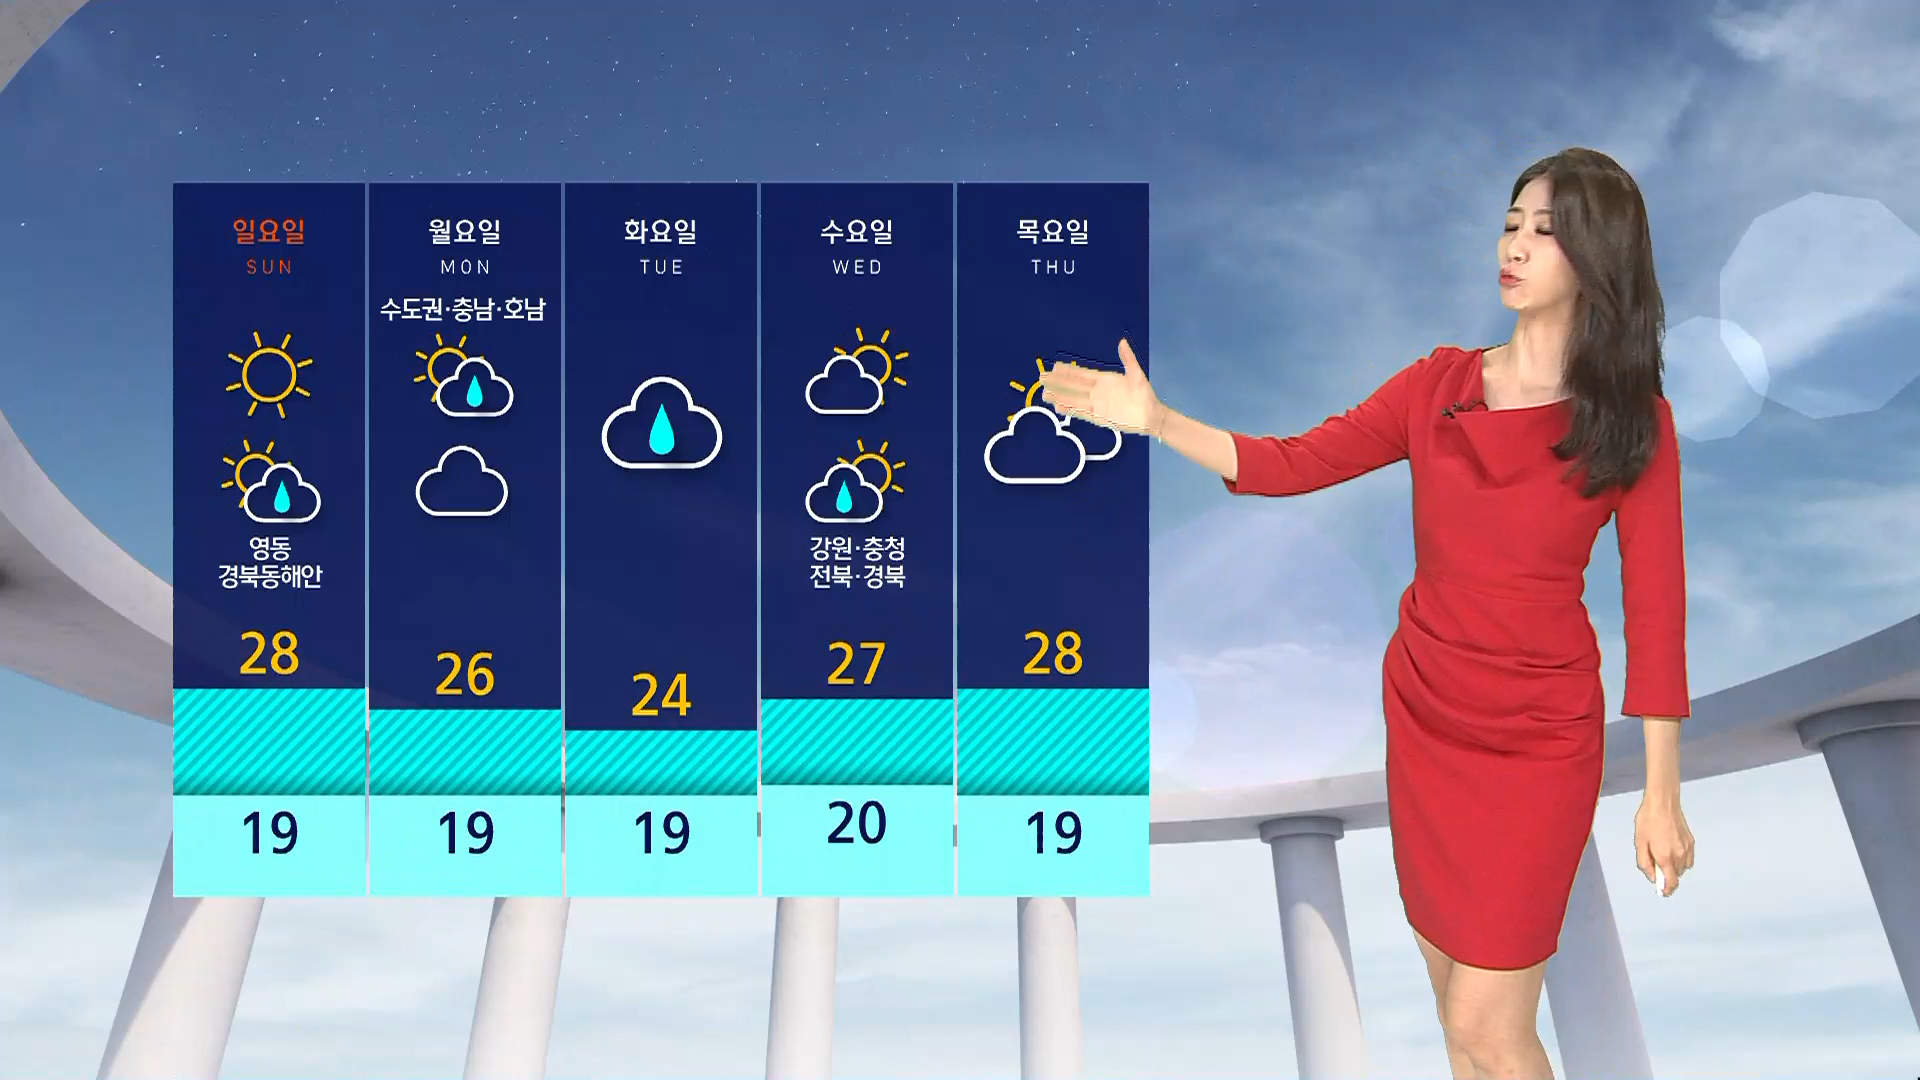 일요일
SUN
영동
경북동해안
28
19
월요일
MON
수도권·충남·호남
26
19
화요일
TUE
24
19
수요일
WED
강원·충청
전북·경북
27
20
목요일
THU
28
19